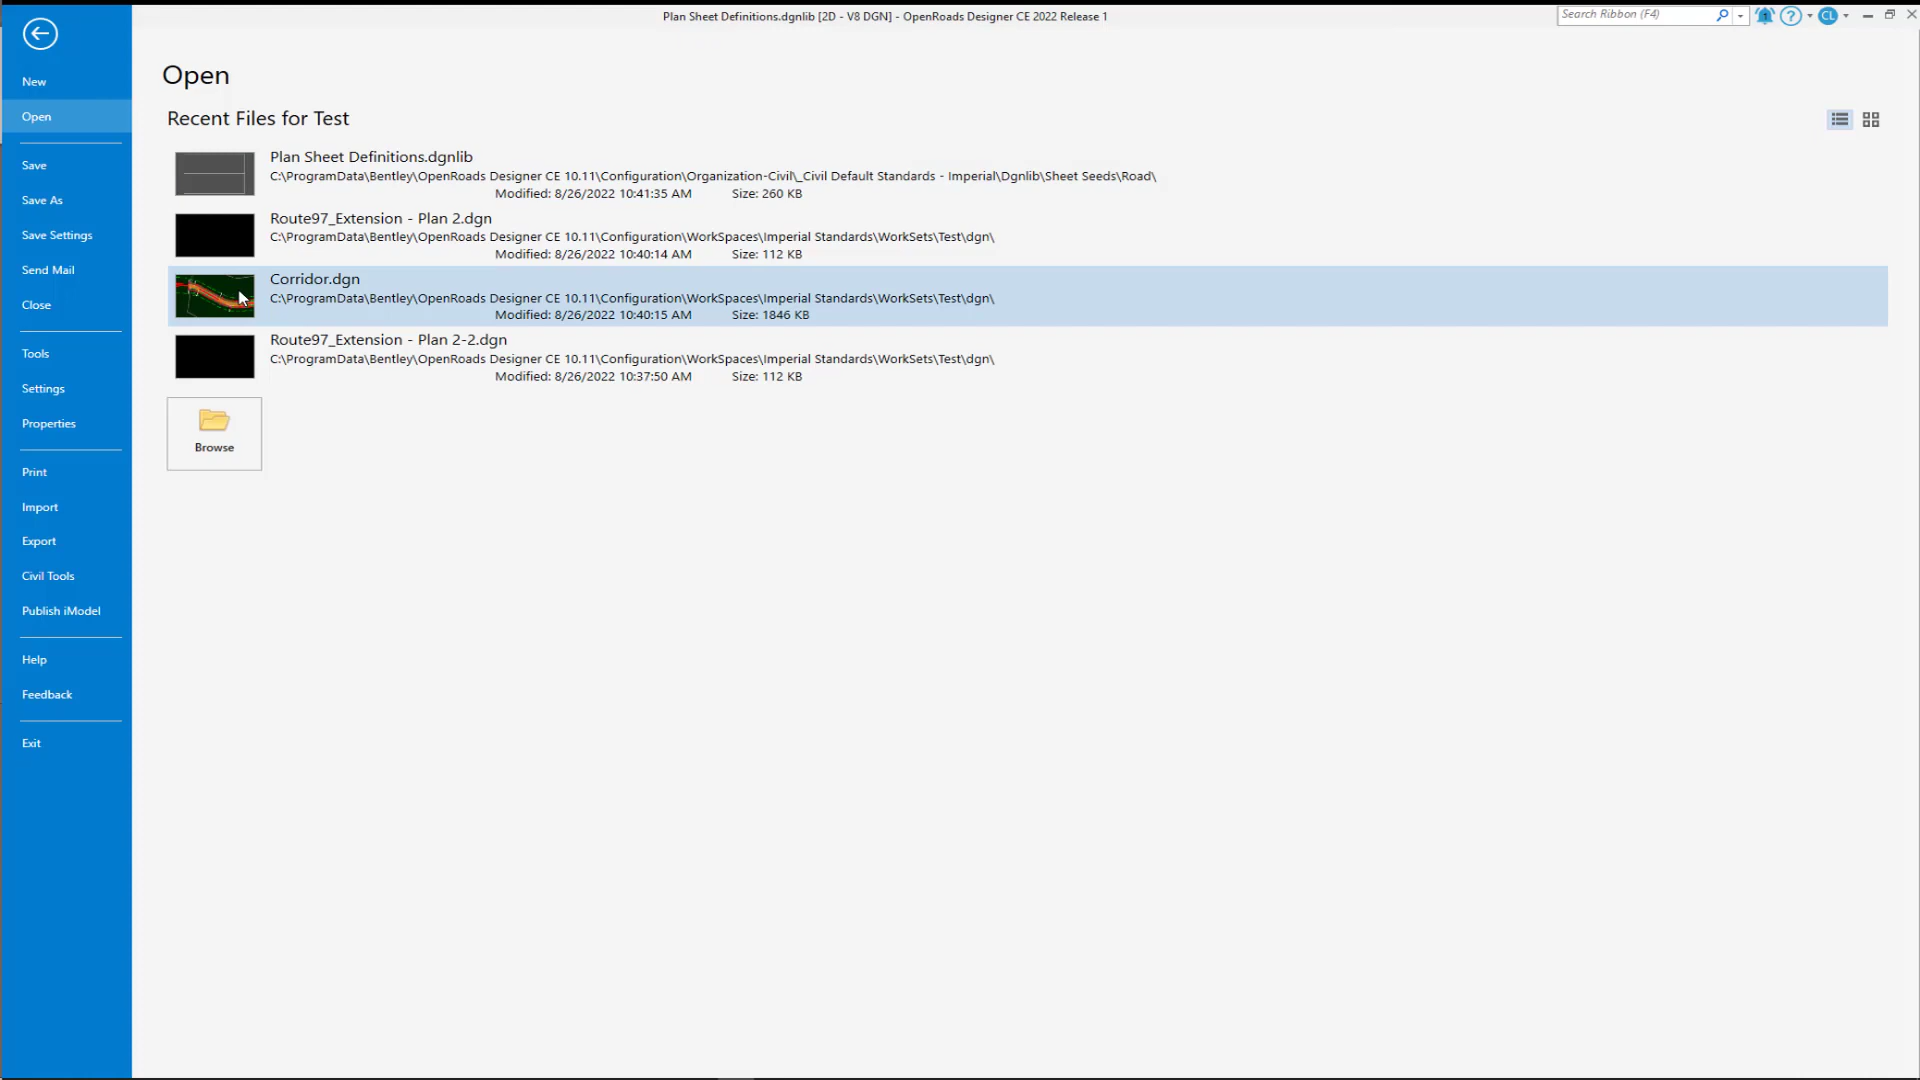 Plan Sheet Definitions.dgnlib [2D - V8 DGN] - OpenRoads Designer CE 2022 Release 1
Search Ribbon (F4)
1
?
CL
New
Open
Save
Save As
Save Settings
Send Mail
Close
Tools
Settings
Properties
Print
Import
Export
Civil Tools
Publish iModel
Help
Feedback
Exit
Open
Recent Files for Test
Plan Sheet Definitions.dgnlib
C:\ProgramData\Bentley\OpenRoads Designer CE 10.11\Configuration\Organization-Civil\_Civil Default Standards - Imperial\Dgnlib\Sheet Seeds\Road\
Modified: 8/26/2022 10:41:35 AM Size: 260 KB
Route97_Extension - Plan 2.dgn
C:\ProgramData\Bentley\OpenRoads Designer CE 10.11\Configuration\WorkSpaces\Imperial Standards\WorkSets\Test\dgn\
Modified: 8/26/2022 10:40:14 AM Size: 112 KB
Corridor.dgn
C:\ProgramData\Bentley\OpenRoads Designer CE 10.11\Configuration\WorkSpaces\Imperial Standards\WorkSets\Test\dgn\
Modified: 8/26/2022 10:40:15 AM Size: 1846 KB
Route97_Extension - Plan 2-2.dgn
C:\ProgramData\Bentley\OpenRoads Designer CE 10.11\Configuration\WorkSpaces\Imperial Standards\WorkSets\Test\dgn\
Modified: 8/26/2022 10:37:50 AM Size: 112 KB
Browse